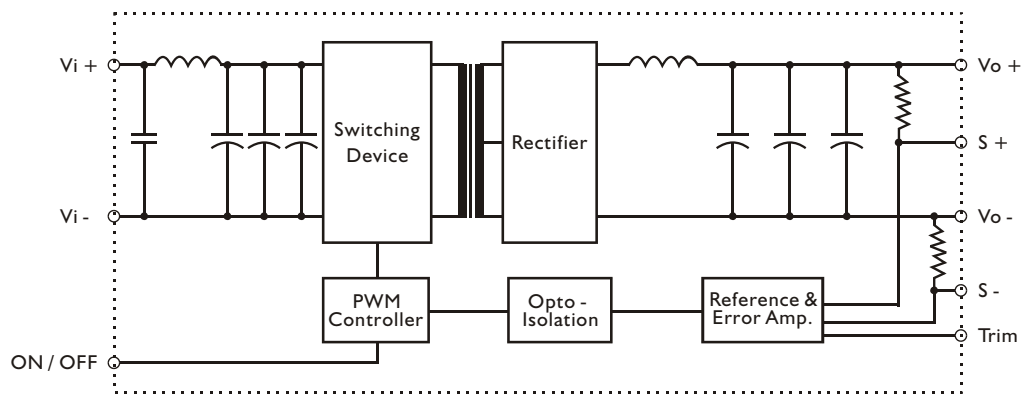 Vi +
Vo +
Switching
Device
Rectifier
S +
Vi -
Vo -
S -
PWM
Controller
Opto -
Isolation
Reference &
Error Amp.
Trim
ON / OFF